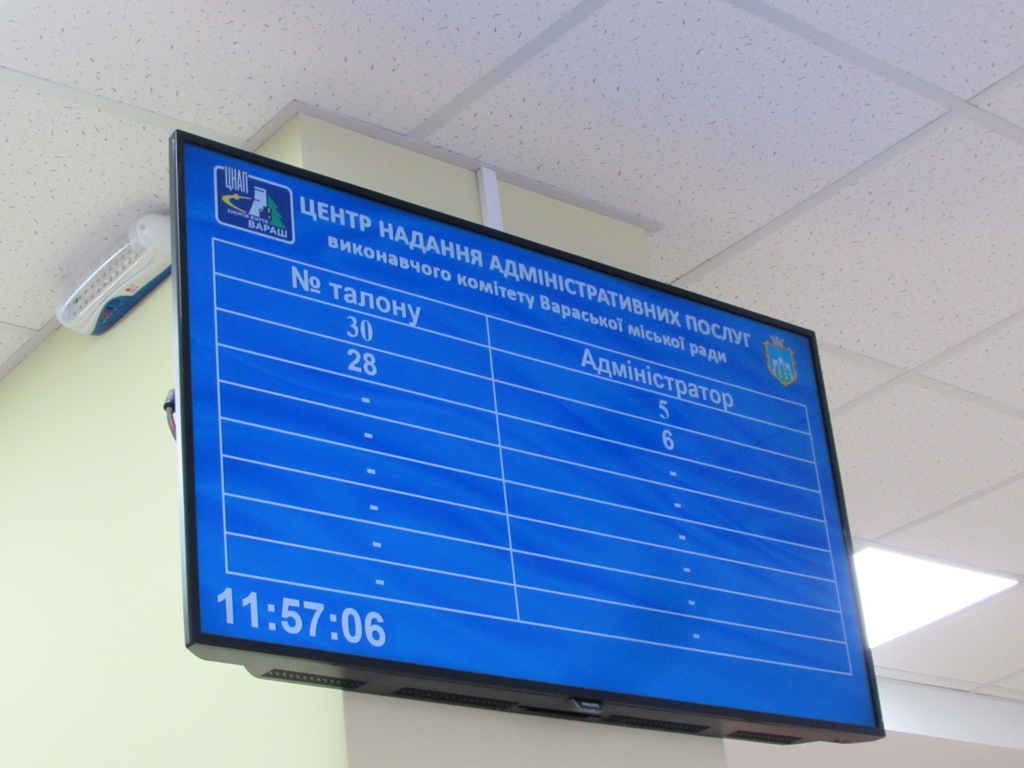 ЦНАП
ВАРАШ
ЦЕНТР НАДАННЯ АДМІНІСТРАТИВНИХ ПОСЛУГ
виконавчого комітету Вараської міської ради
№ талону Адміністратор
30 5
28 6
- -
- -
- -
- -
- -
- -
11:57:06
PHILIPS